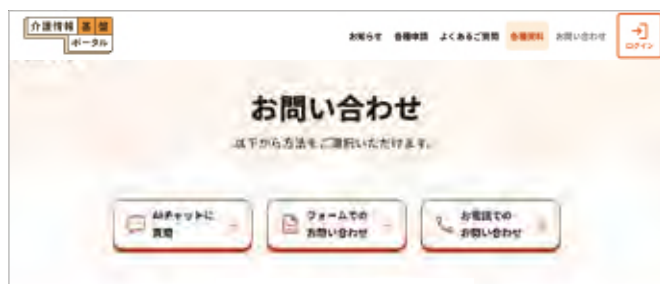 介護情報基盤
ポータル
お知らせ 各種申請 よくあるご質問 各種資料 お問い合わせ
ログイン
お問い合わせ
以下から方法をご選択いただけます。
AIチャットに
質問
フォームでの
お問い合わせ
お電話での
お問い合わせ